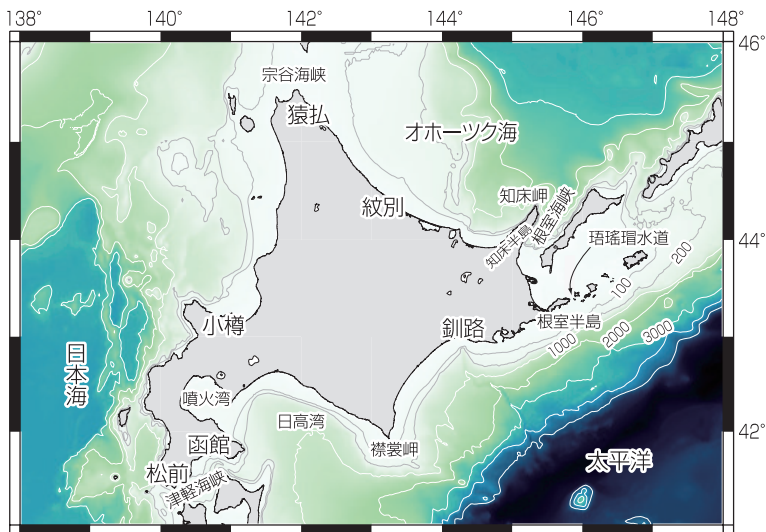 138°
140°
142°
144°
146°
148°
46°
宗谷海峡
猿払
オホーツク海
知床岬
紋別
根室海峡
知床半島
珸瑤瑁水道
44°
200
100
小樽
釧路
根室半島
1000
2000
3000
日本海
噴火湾
日高湾
函館
襟裳岬
42°
松前
太平洋
津軽海峡